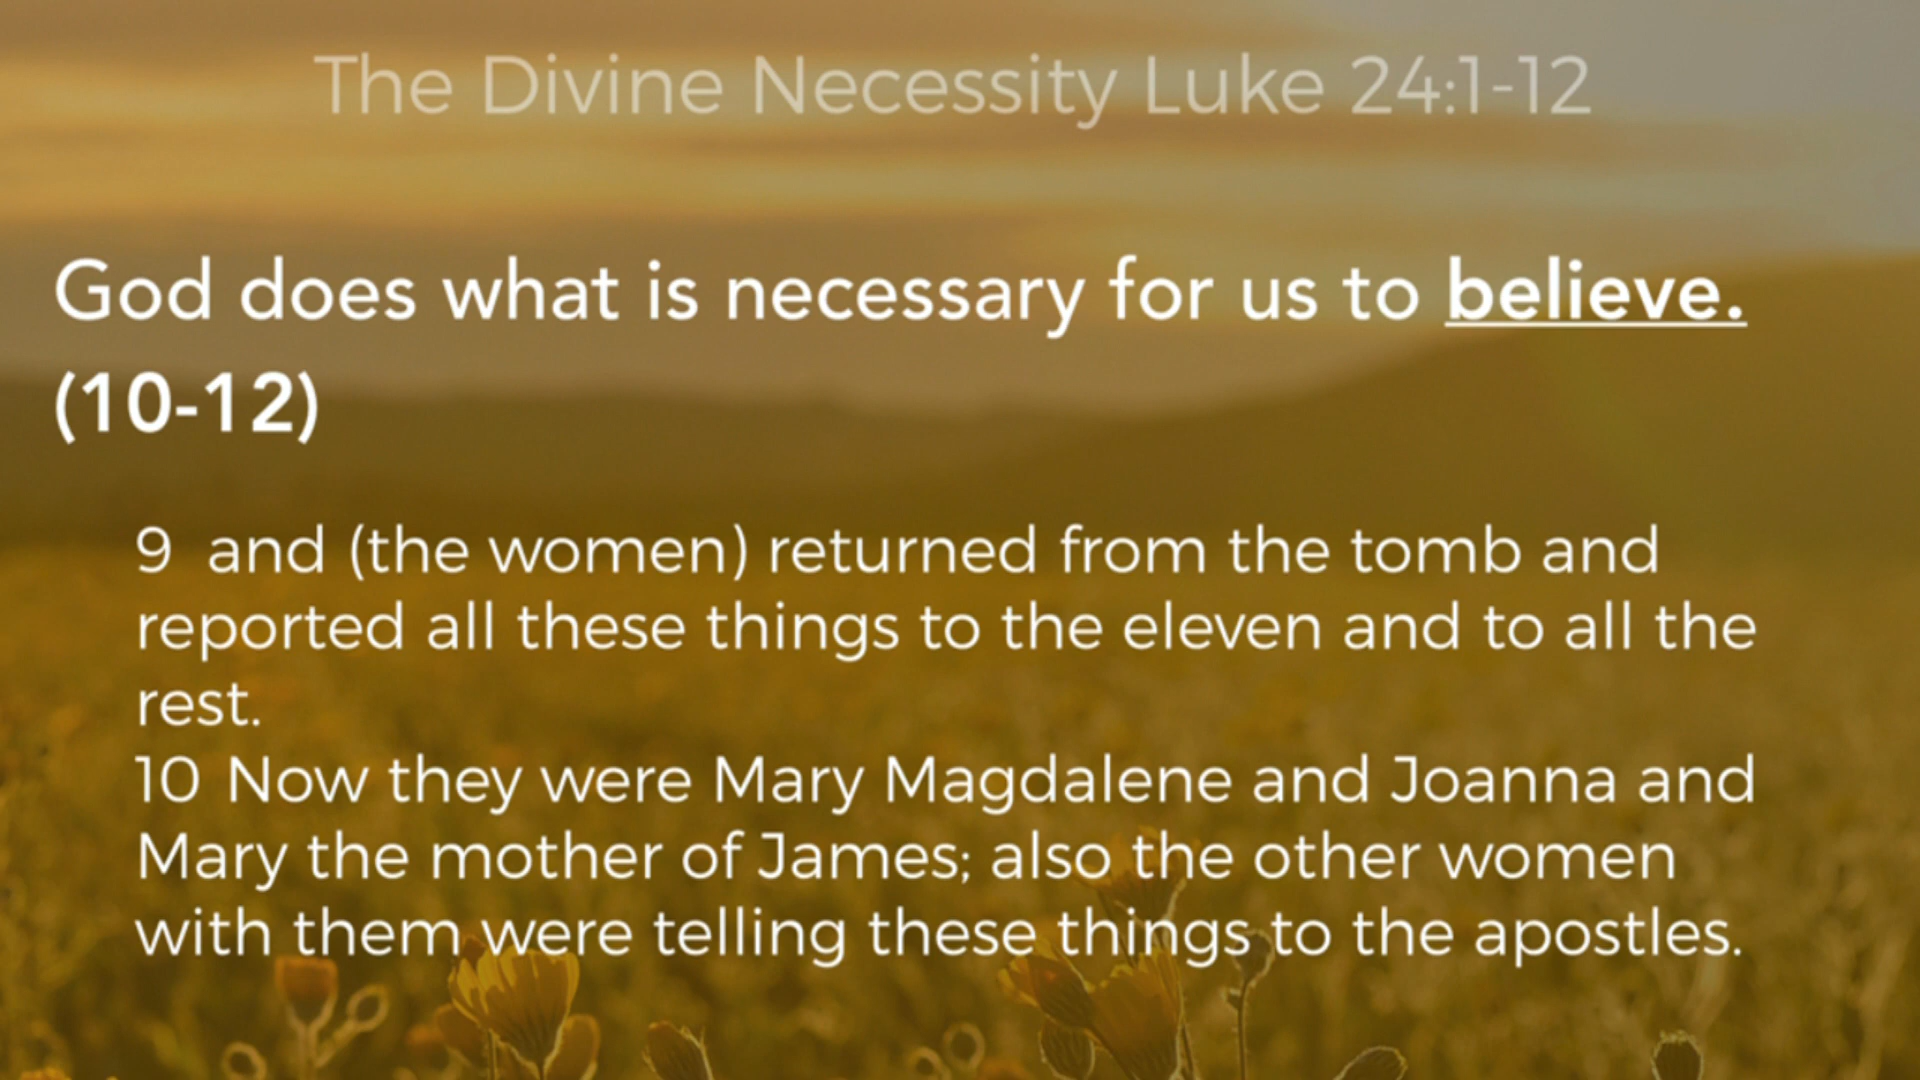 The Divine Necessity Luke 24:1-12
God does what is necessary for us to believe.
(10-12)
9 and (the women) returned from the tomb and
reported all these things to the eleven and to all the
rest.
10 Now they were Mary Magdalene and Joanna and
Mary the mother of James; also the other women
with them were telling these things to the apostles.